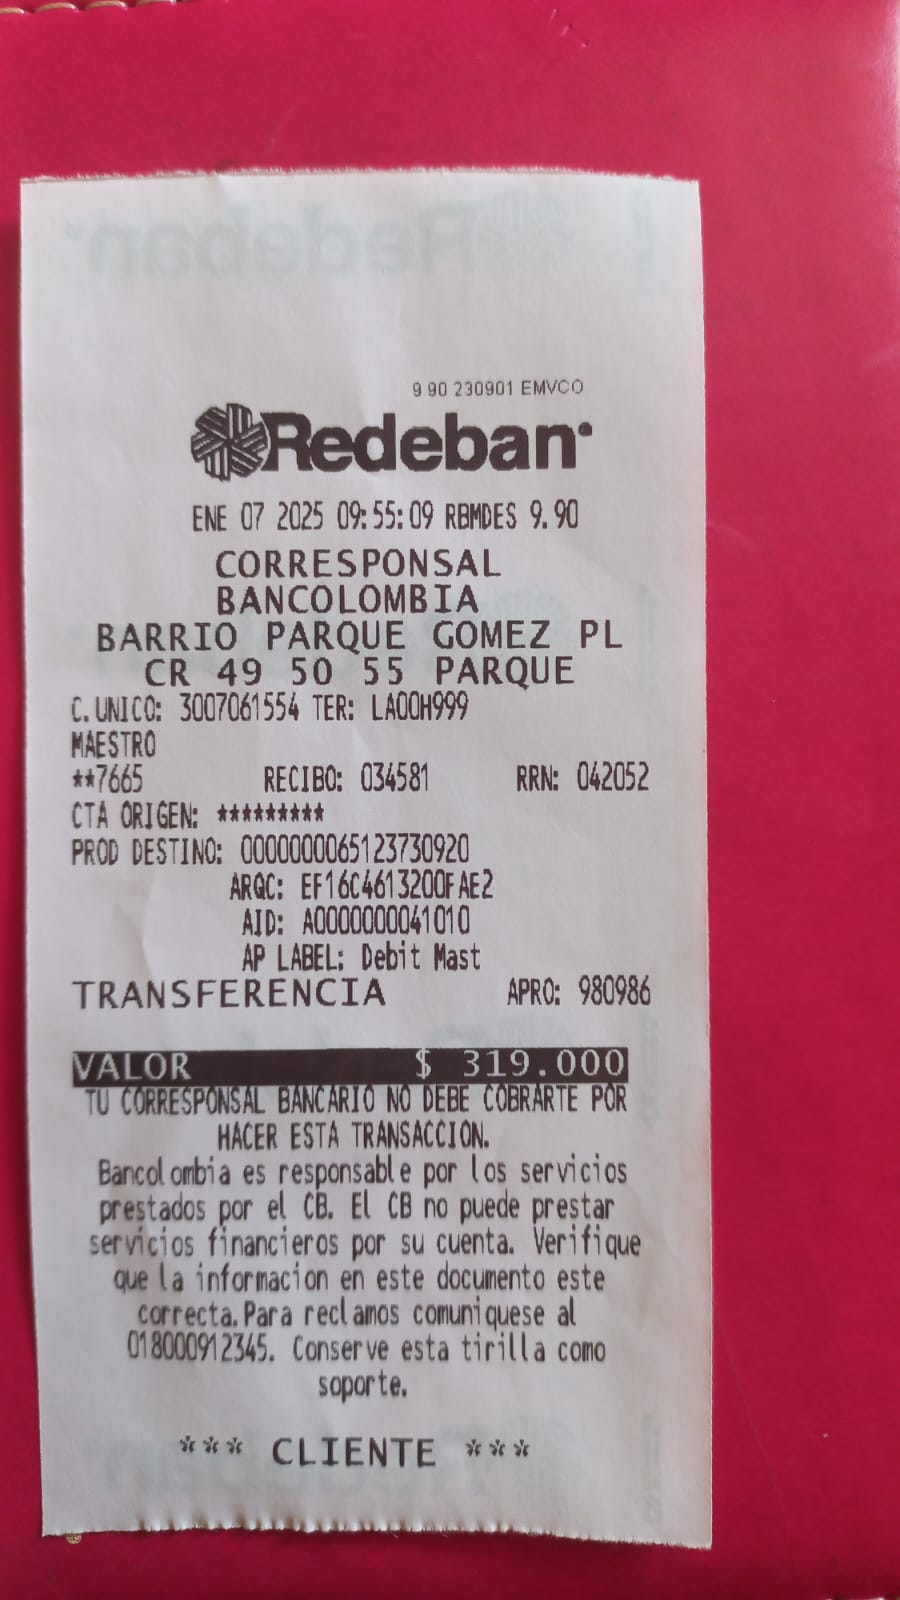 9 90 230901 EMVCO
Redeban
ENE 07 2025 09:55:09 RBMDES 9.90
CORRESPONSAL
BANCOLOMBIA
BARRIO PARQUE GOMEZ PL
CR 49 50 55 PARQUE
C.UNICO: 3007061554 TER: LA00H999
MAESTRO
**7665 RECIBO: 034581 RRN: 042052
CTA ORIGEN: *********
PROD DESTINO: 0000000065123730920
ARQC: EF16C4613200FAE2
AID: A0000000041010
AP LABEL: Debit Mast
TRANSFERENCIA APRO: 980986
VALOR $ 319.000
TU CORRESPONSAL BANCARIO NO DEBE COBRARTE POR
HACER ESTA TRANSACCION.
Bancolombia es responsable por los servicios
prestados por el CB. El CB no puede prestar
servicios financieros por su cuenta. Verifique
que la informacion en este documento este
correcta.Para reclamos comuniquese al
018000912345. Conserve esta tirilla como
soporte.
*** CLIENTE ***